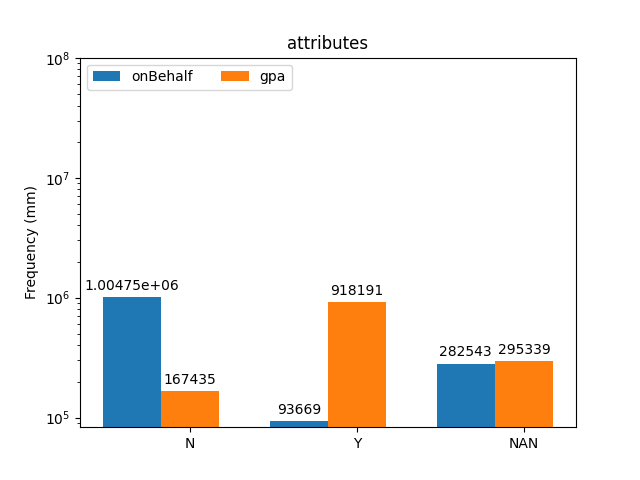 attributes
10^8
onBehalf gpa
10^7
Frequency (mm)
10^6
10^5
1.00475e+06
167435
93669
918191
282543
295339
N Y NAN